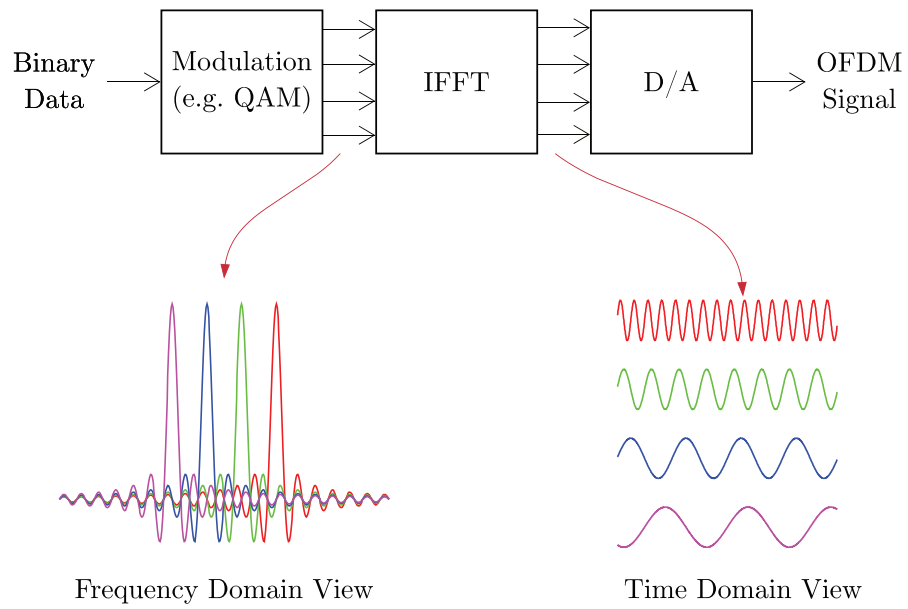 Binary
Data
Modulation
(e.g. QAM)
IFFT
D/A
OFDM
Signal
Frequency Domain View
Time Domain View